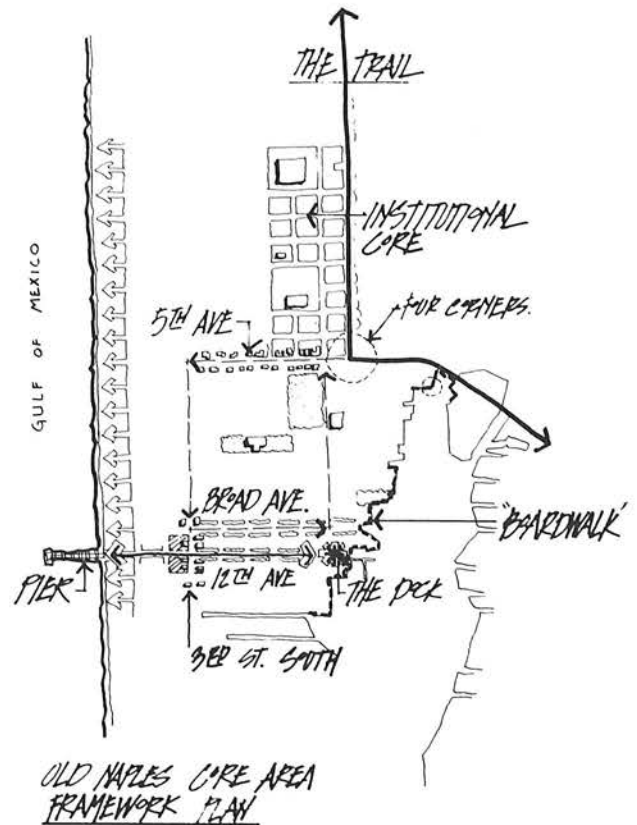 THE TRAIL
INSTITUTIONAL
CORE
GULF OF MEXICO
5TH AVE
FOUR CORNERS.
BROAD AVE.
"BOARDWALK"
PIER
12TH AVE
THE DOCK
3RD ST. SOUTH
OLD NAPLES CORE AREA
FRAMEWORK PLAN